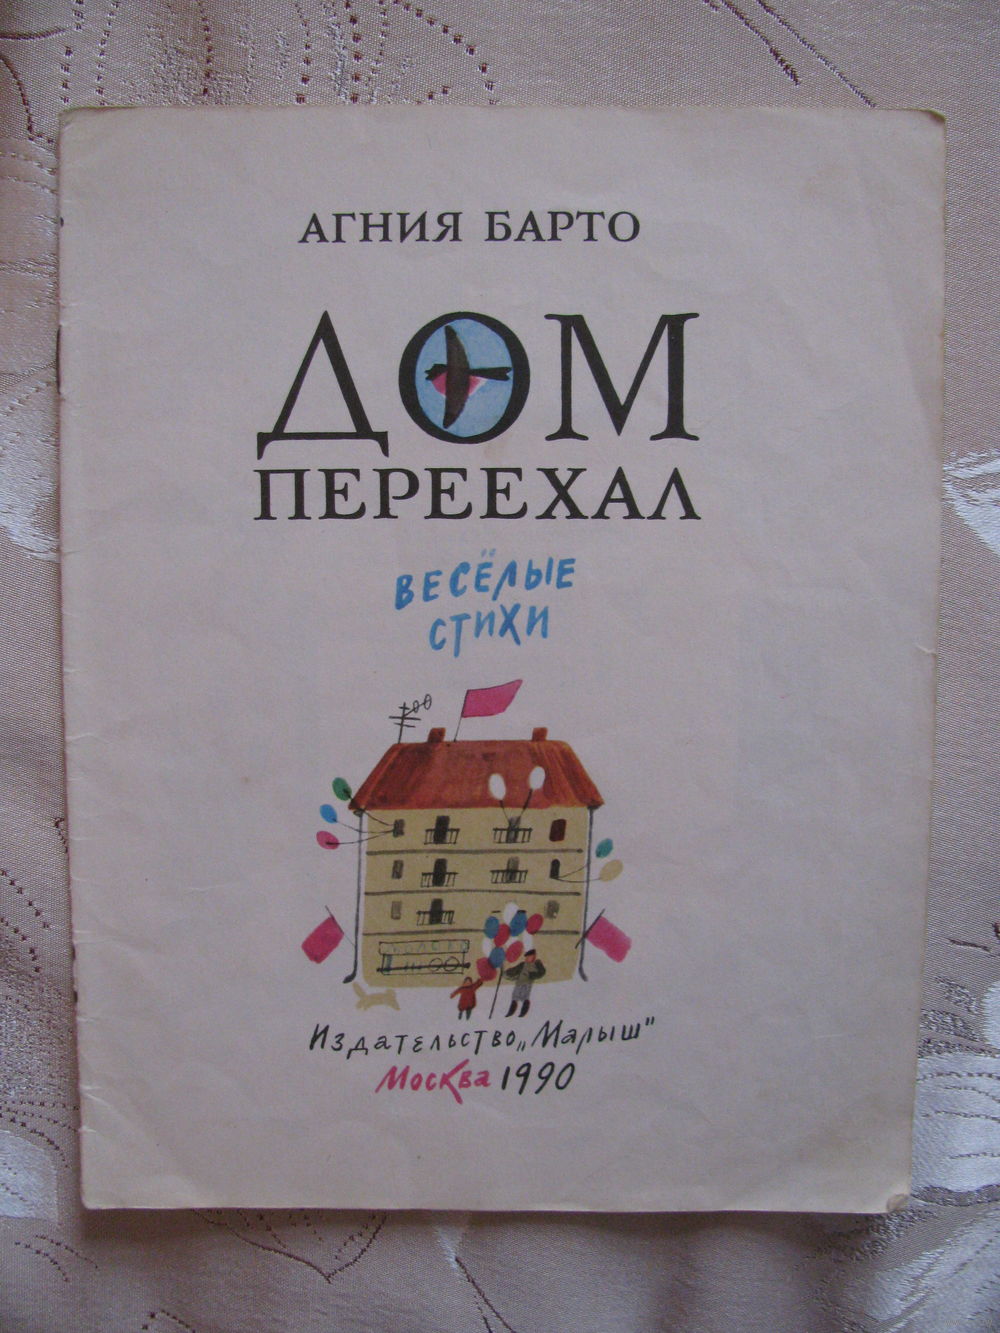 АГНИЯ БАРТО
ДОМ
ПЕРЕЕХАЛ
ВЕСЁЛЫЕ
СТИХИ
Издательство „Малыш"
Москва 1990